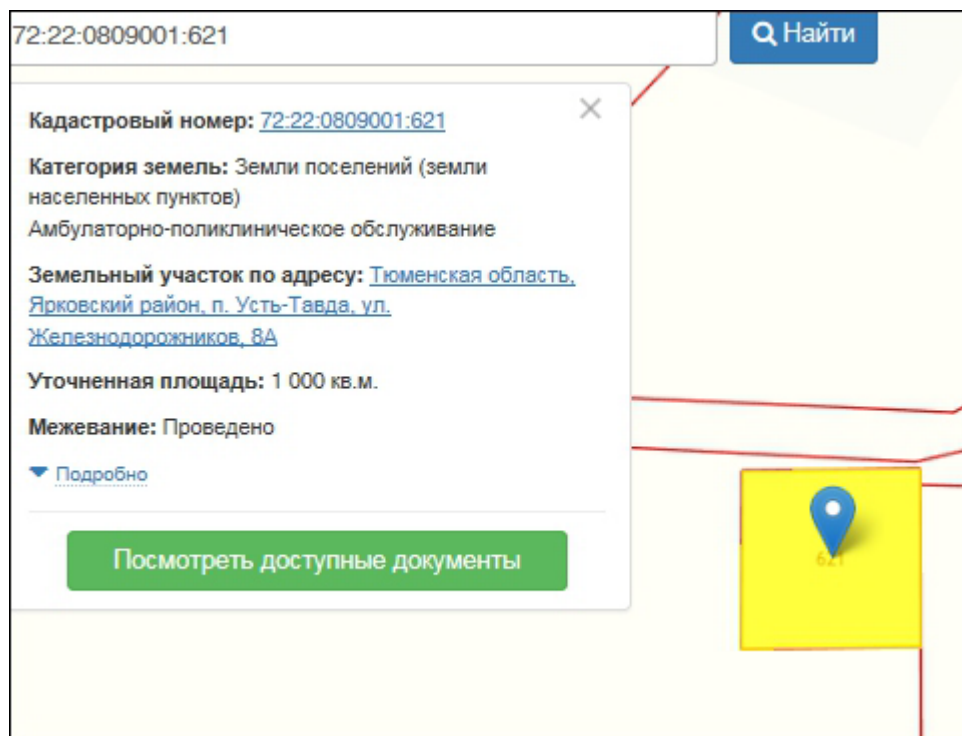 72:22:0809001:621
Найти
Кадастровый номер: 72:22:0809001:621
Категория земель: Земли поселений (земли
населенных пунктов)
Амбулаторно-поликлиническое обслуживание
Земельный участок по адресу: Тюменская область,
Ярковский район, п. Усть-Тавда, ул.
Железнодорожников, 8А
Уточненная площадь: 1 000 кв.м.
Межевание: Проведено
Подробно
Посмотреть доступные документы
621